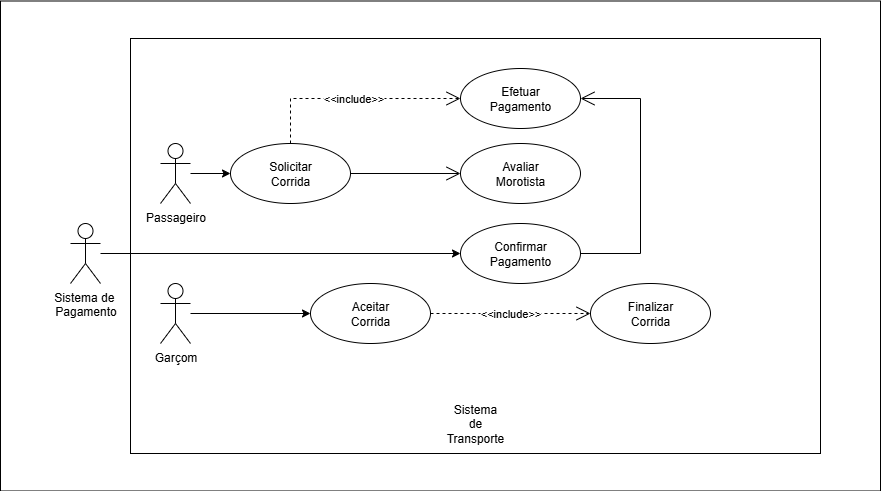 Efetuar
Pagamento
<<include>>
Solicitar
Corrida
Avaliar
Morotista
Passageiro
Confirmar
Pagamento
Sistema de
Pagamento
Aceitar
Corrida
<<include>>
Finalizar
Corrida
Garçom
Sistema
de
Transporte